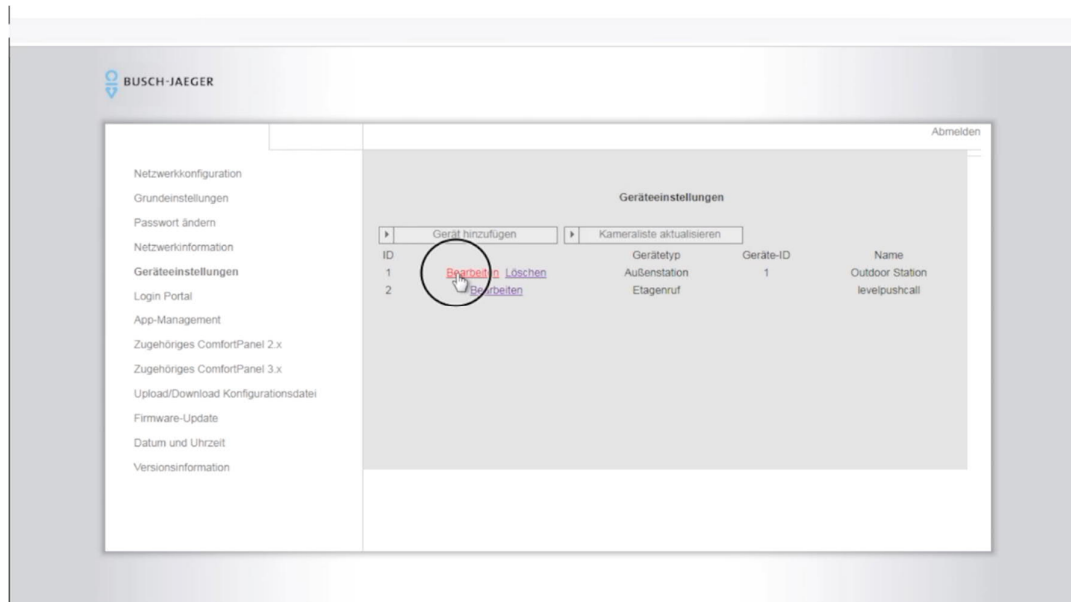 BUSCH-JAEGER
Abmelden
Netzwerkkonfiguration
Grundeinstellungen
Passwort ändern
Netzwerkinformation
Geräteeinstellungen
Login Portal
App-Management
Zugehöriges ComfortPanel 2.x
Zugehöriges ComfortPanel 3.x
Upload/Download Konfigurationsdatei
Firmware-Update
Datum und Uhrzeit
Versionsinformation
Geräteeinstellungen
Gerät hinzufügen Kameraliste aktualisieren
ID Gerätetyp Geräte-ID Name
1 Bearbeiten Löschen Außenstation 1 Outdoor Station
2 Bearbeiten Etagenruf levelpushcall